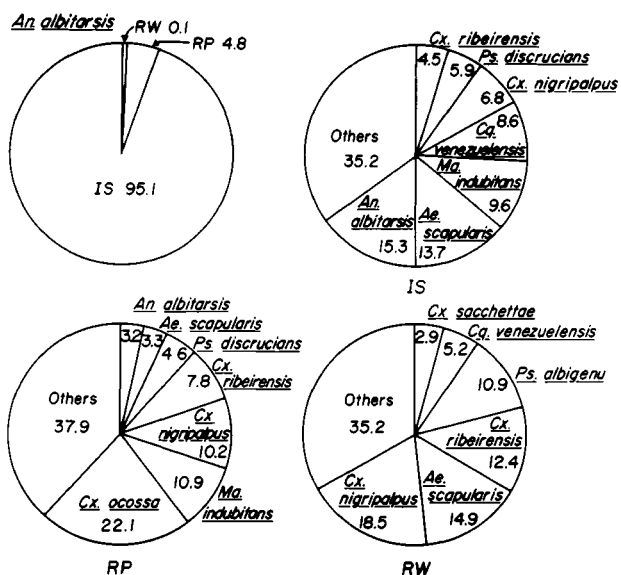 An. albitarsis
RW 0.1
RP 4.8
IS 95.1
Cx. ribeirensis
4.5
Ps. discrucians
5.9
Cx. nigripalpus
6.8
8.6
Cq.
venezuelensis
Ma.
indubitans
9.6
Ae.
scapularis
13.7
An.
albitarsis
15.3
Others
35.2
IS
An. albitarsis
3.2
Ae. scapularis
3.3
Ps. discrucians
4 6
Cx.
ribeirensis
7.8
Cx.
nigripalpus
10.2
10.9
Ma.
indubitans
Cx. ocossa
22.1
Others
37.9
RP
Cx. sacchettae
2.9
Cq. venezuelensis
5.2
Ps. albigenu
10.9
Cx.
ribeirensis
12.4
Ae.
scapularis
14.9
Cx.
nigripalpus
18.5
Others
35.2
RW